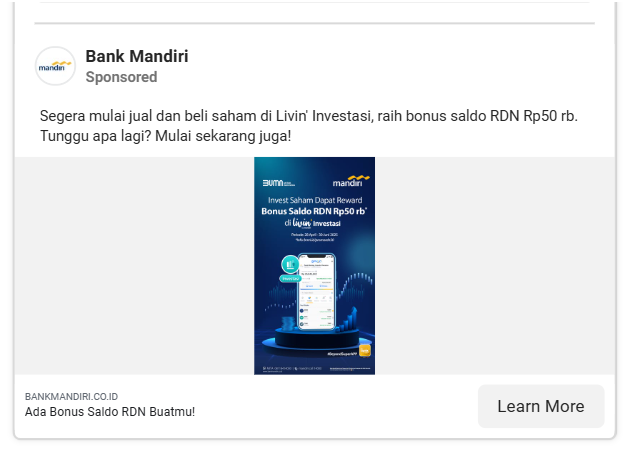 mandiri
Bank Mandiri
Sponsored
Segera mulai jual dan beli saham di Livin' Investasi, raih bonus saldo RDN Rp50 rb.
Tunggu apa lagi? Mulai sekarang juga!
BUMN
mandiri
Invest Saham Dapat Reward
Bonus Saldo RDN Rp50 rb*
di livin' Investasi
BANKMANDIRI.CO.ID
Ada Bonus Saldo RDN Buatmu!
Learn More